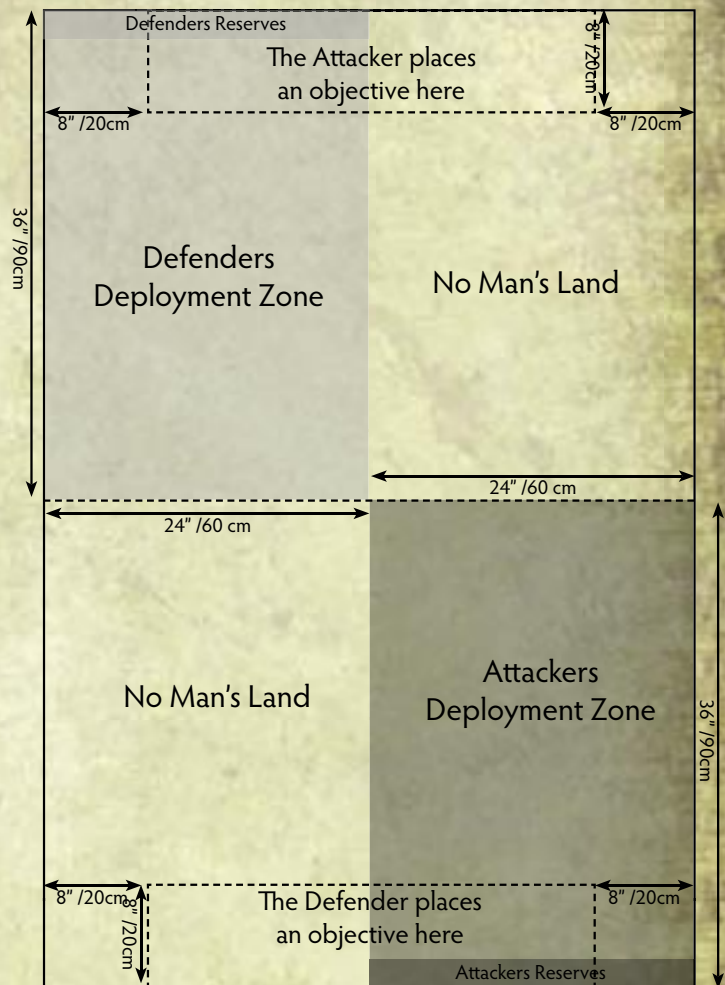 Defenders Reserves
The Attacker places
an objective here
8" /20cm
8" /20cm
8" /20cm
36" /90cm
Defenders
Deployment Zone
No Man's Land
24" /60 cm
24" /60 cm
No Man's Land
Attackers
Deployment Zone
36" /90cm
8" /20cm
8" /20cm
8" /20cm
The Defender places
an objective here
Attackers Reserves